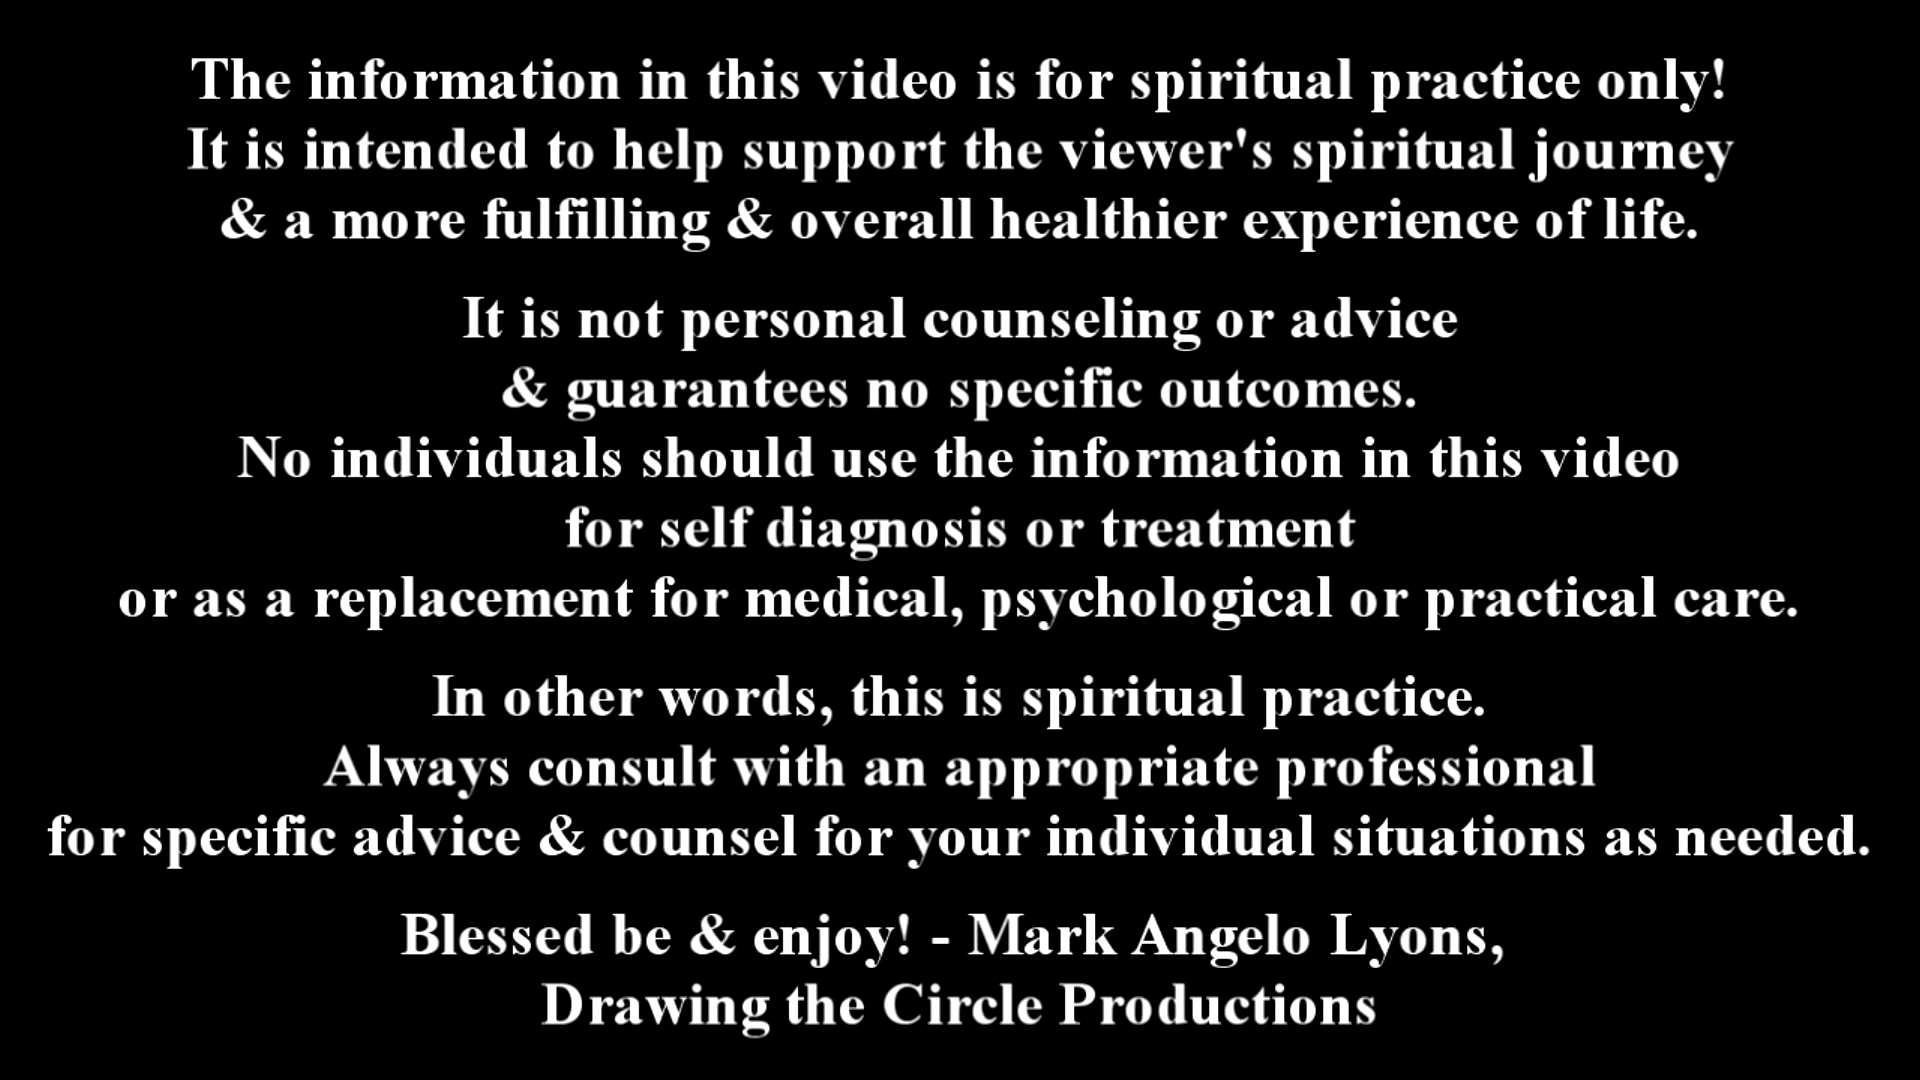 The information in this video is for spiritual practice only!
It is intended to help support the viewer's spiritual journey
& a more fulfilling & overall healthier experience of life.
It is not personal counseling or advice
& guarantees no specific outcomes.
No individuals should use the information in this video
for self diagnosis or treatment
or as a replacement for medical, psychological or practical care.
In other words, this is spiritual practice.
Always consult with an appropriate professional
for specific advice & counsel for your individual situations as needed.
Blessed be & enjoy! - Mark Angelo Lyons,
Drawing the Circle Productions